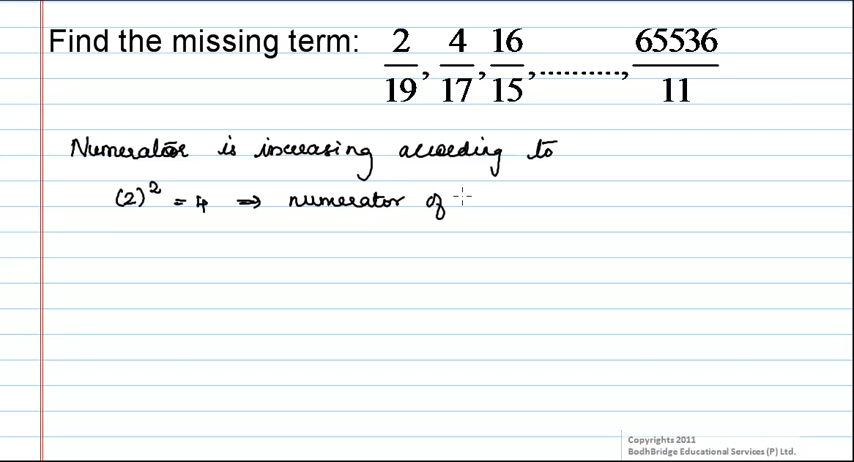 Find the missing term: 2/19, 4/17, 16/15, .........., 65536/11
Numerator is increasing according to
(2)² = 4 ⇒ numerator of
Copyrights 2011
BodhBridge Educational Services (P) Ltd.